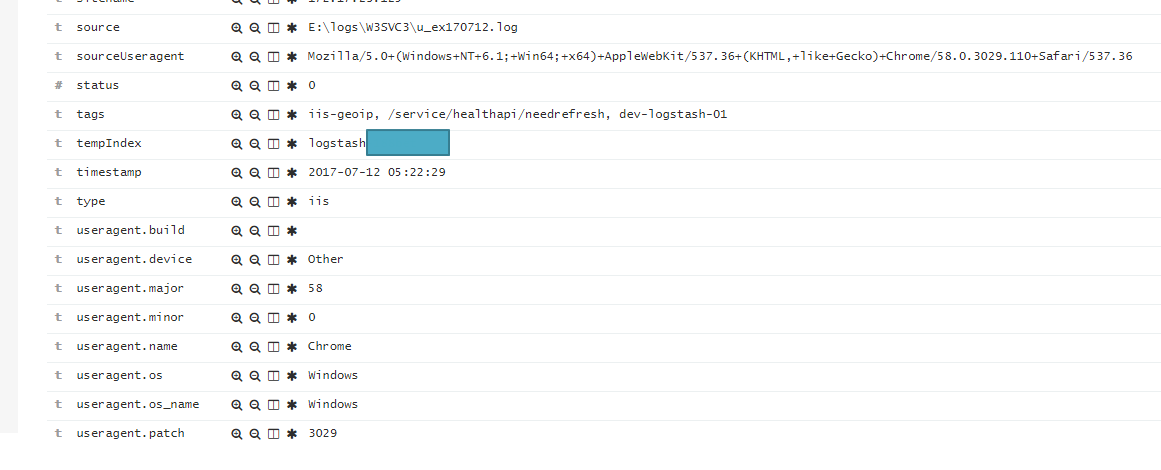 t source E:\logs\W3SVC3\u_ex170712.log
t sourceUseragent Mozilla/5.0+(Windows+NT+6.1;+Win64;+x64)+AppleWebKit/537.36+(KHTML,+like+Gecko)+Chrome/58.0.3029.110+Safari/537.36
# status 0
t tags iis-geoip, /service/healthapi/needrefresh, dev-logstash-01
t tempIndex logstash
t timestamp 2017-07-12 05:22:29
t type iis
t useragent.build
t useragent.device Other
t useragent.major 58
t useragent.minor 0
t useragent.name Chrome
t useragent.os Windows
t useragent.os_name Windows
t useragent.patch 3029